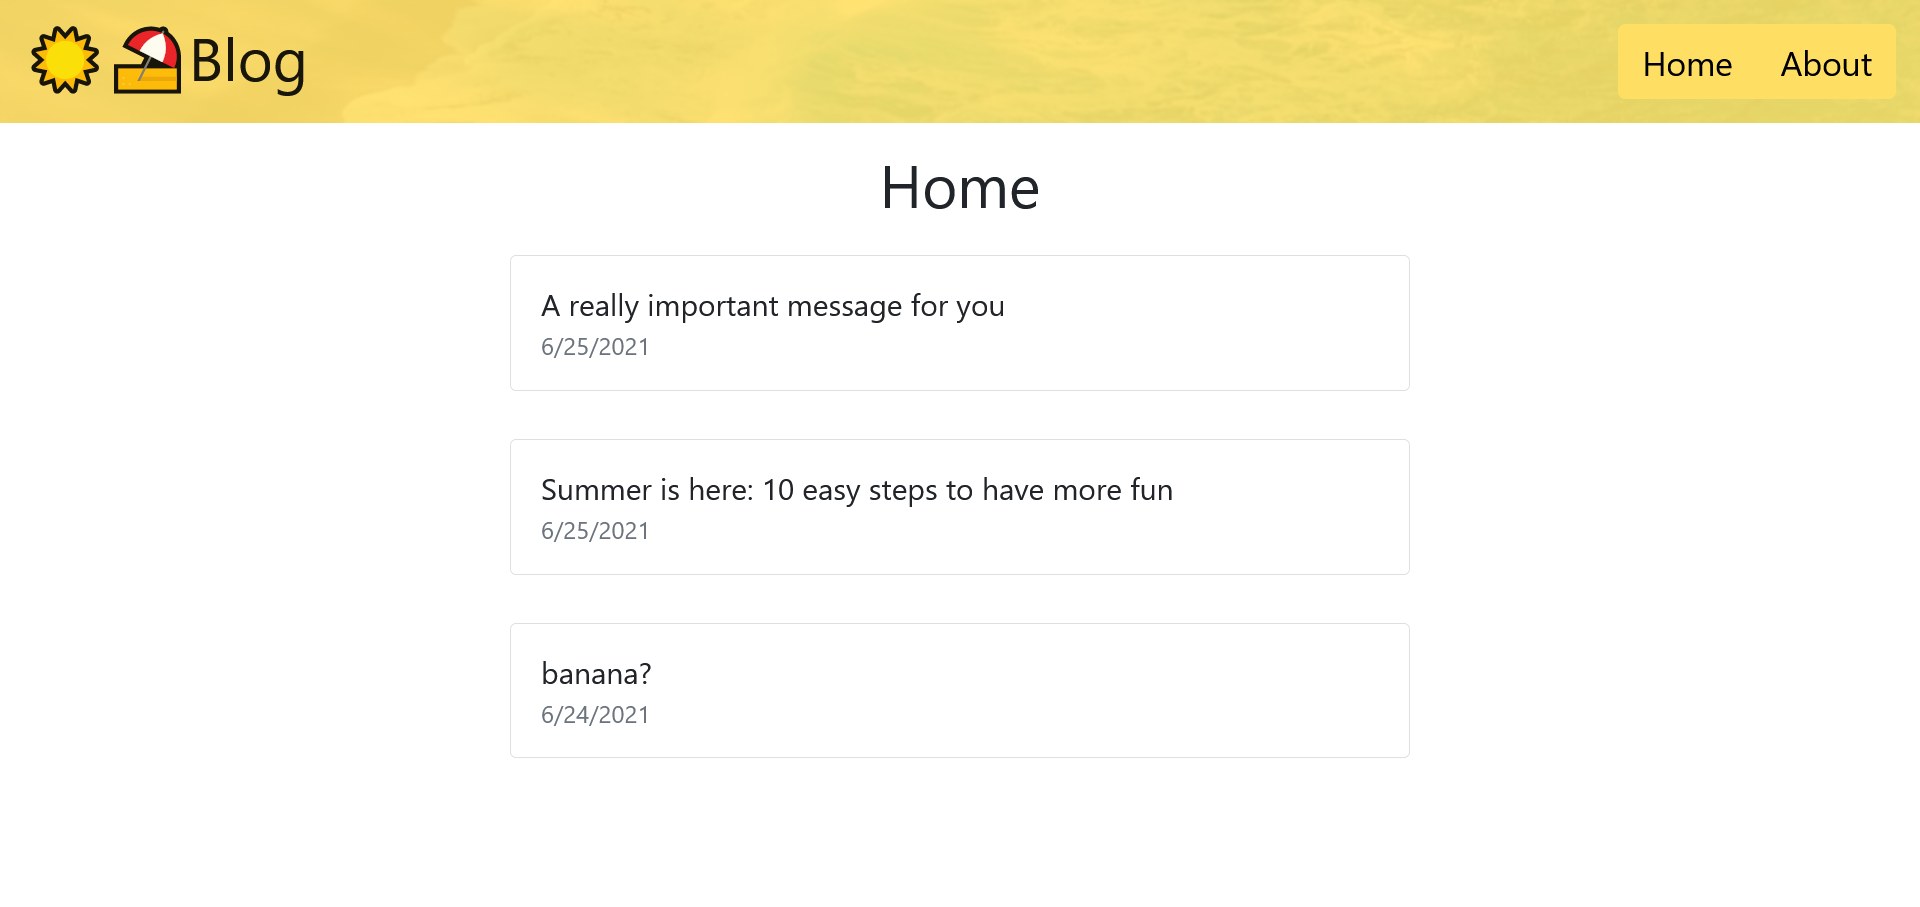 Blog
Home
About
Home
A really important message for you
6/25/2021
Summer is here: 10 easy steps to have more fun
6/25/2021
banana?
6/24/2021